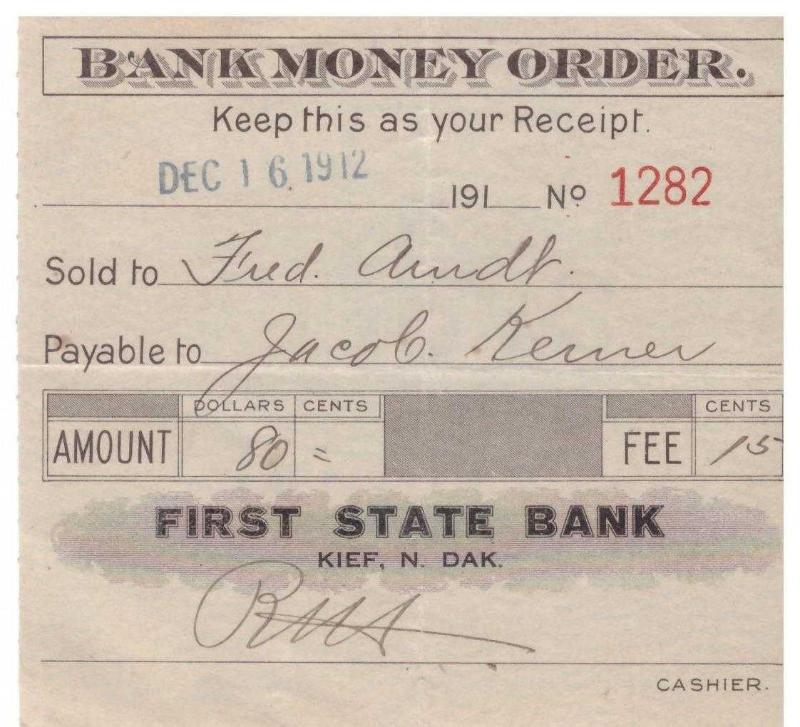 BANK MONEY ORDER.
Keep this as your Receipt.
DEC 16 1912
191 Nº 1282
Sold to Fred. Arndt.
Payable to Jacob. Kerner
DOLLARS CENTS CENTS
AMOUNT 80 = FEE 15
FIRST STATE BANK
KIEF, N. DAK.
CASHIER.